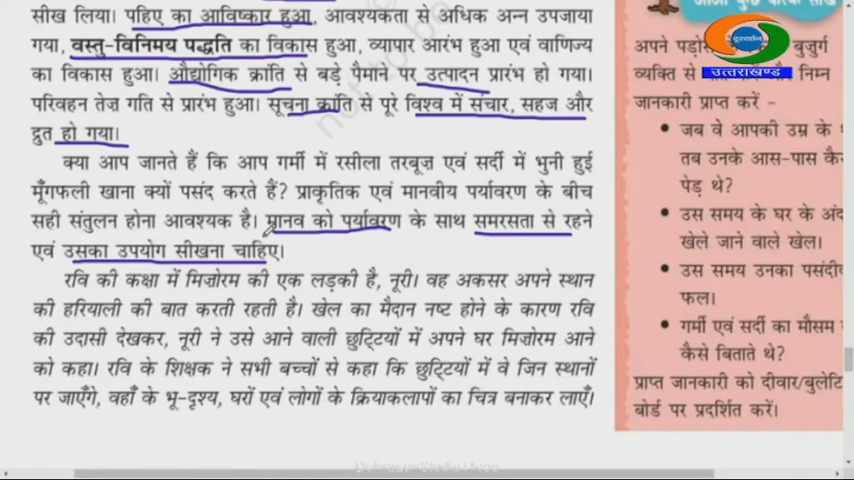 सीख लिया। पहिए का आविष्कार हुआ, आवश्यकता से अधिक अन्न उपजाया
गया, वस्तु-विनिमय पद्धति का विकास हुआ, व्यापार आरंभ हुआ एवं वाणिज्य
का विकास हुआ। औद्योगिक क्रांति से बड़े पैमाने पर उत्पादन प्रारंभ हो गया।
परिवहन तेज़ गति से प्रारंभ हुआ। सूचना क्रांति से पूरे विश्व में संचार, सहज और
द्रुत हो गया।
क्या आप जानते हैं कि आप गर्मी में रसीला तरबूज़ एवं सर्दी में भुनी हुई
मूँगफली खाना क्यों पसंद करते हैं? प्राकृतिक एवं मानवीय पर्यावरण के बीच
सही संतुलन होना आवश्यक है। मानव को पर्यावरण के साथ समरसता से रहने
एवं उसका उपयोग सीखना चाहिए।
रवि की कक्षा में मिज़ोरम की एक लड़की है, नूरी। वह अकसर अपने स्थान
की हरियाली की बात करती रहती है। खेल का मैदान नष्ट होने के कारण रवि
की उदासी देखकर, नूरी ने उसे आने वाली छुट्टियों में अपने घर मिज़ोरम आने
को कहा। रवि के शिक्षक ने सभी बच्चों से कहा कि छुट्टियों में वे जिन स्थानों
पर जाएँगे, वहाँ के भू-दृश्य, घरों एवं लोगों के क्रियाकलापों का चित्र बनाकर लाएँ।
दूरदर्शन
उत्तराखण्ड
अपने बुज़ुर्ग
व्यक्ति से और निम्न
जानकारी प्राप्त करें –
• जब वे आपकी उम्र के
तब उनके आस-पास
पेड़ थे?
• उस समय के घर के
खेले जाने वाले खेल।
• उस समय उनका
फल।
• गर्मी एवं सर्दी का मौसम
कैसे बिताते थे?
प्राप्त जानकारी को
बोर्ड पर प्रदर्शित करें।